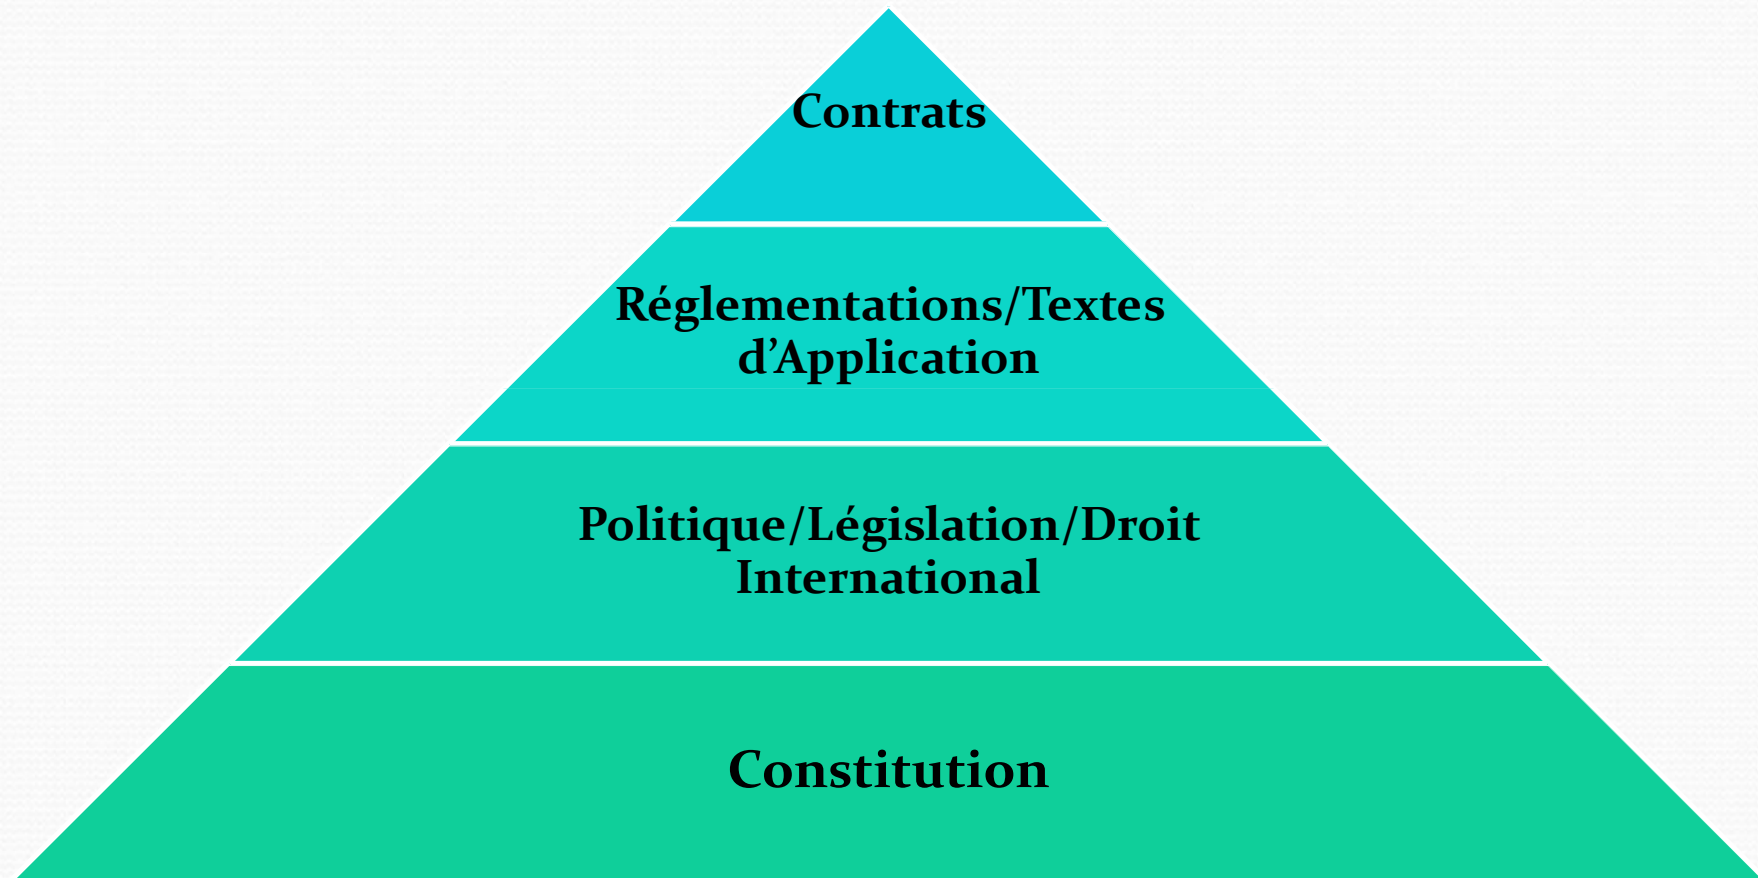 Contrats
Réglementations/Textes
d’Application
Politique/Législation/Droit
International
Constitution